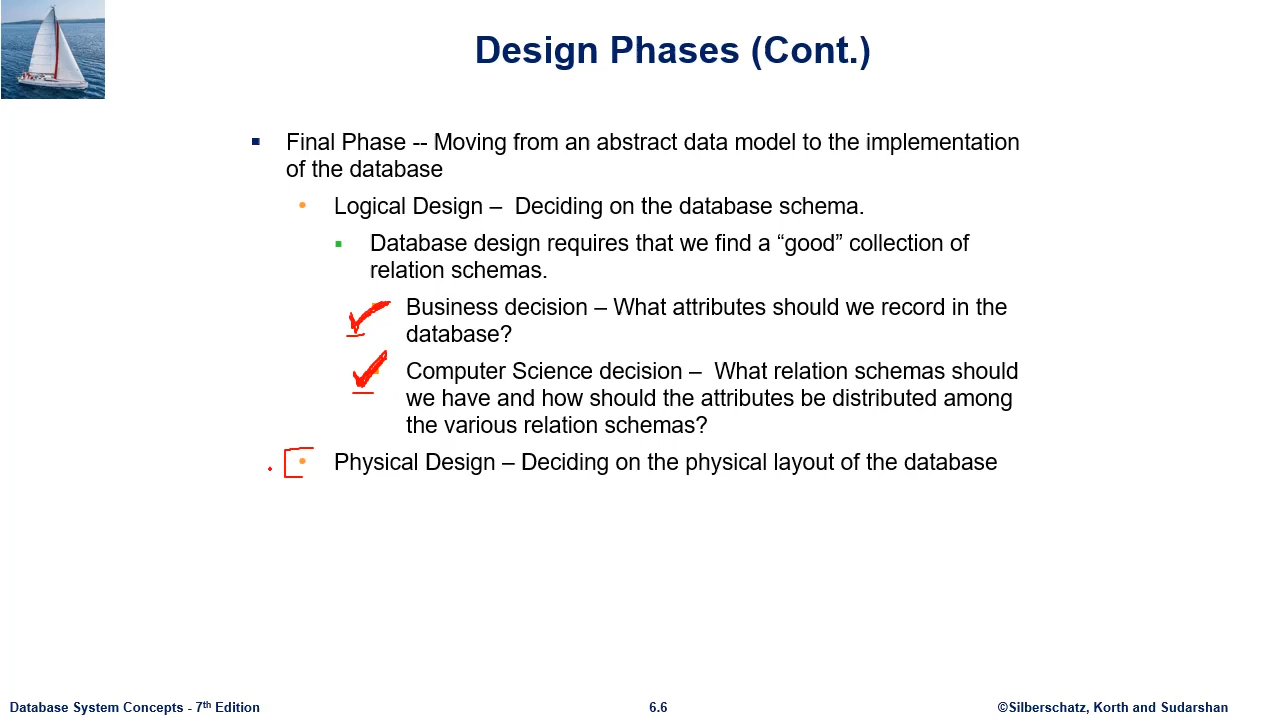 Design Phases (Cont.)
Final Phase -- Moving from an abstract data model to the implementation
of the database
Logical Design – Deciding on the database schema.
Database design requires that we find a “good” collection of
relation schemas.
Business decision – What attributes should we record in the
database?
Computer Science decision – What relation schemas should
we have and how should the attributes be distributed among
the various relation schemas?
Physical Design – Deciding on the physical layout of the database
Database System Concepts - 7th Edition
6.6
©Silberschatz, Korth and Sudarshan